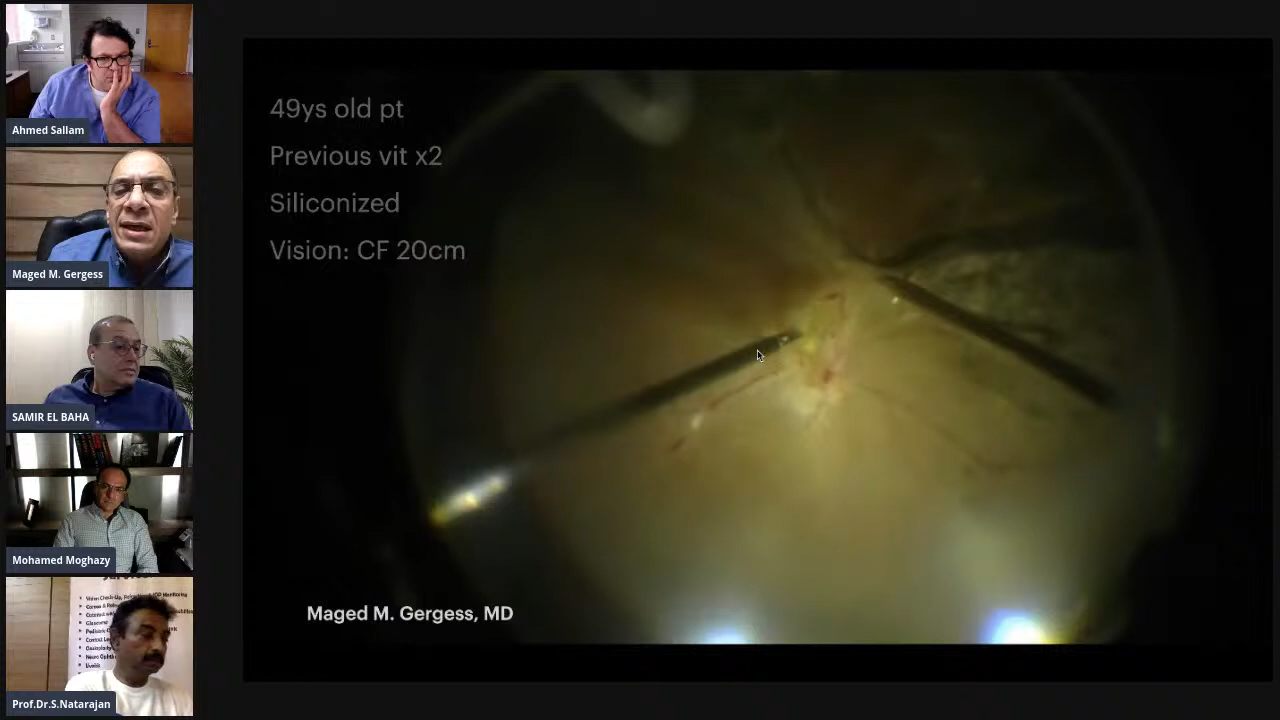 Ahmed Sallam
Maged M. Gergess
SAMIR EL BAHA
Mohamed Moghazy
Prof.Dr.S.Natarajan
49ys old pt
Previous vit x2
Siliconized
Vision: CF 20cm
Maged M. Gergess, MD